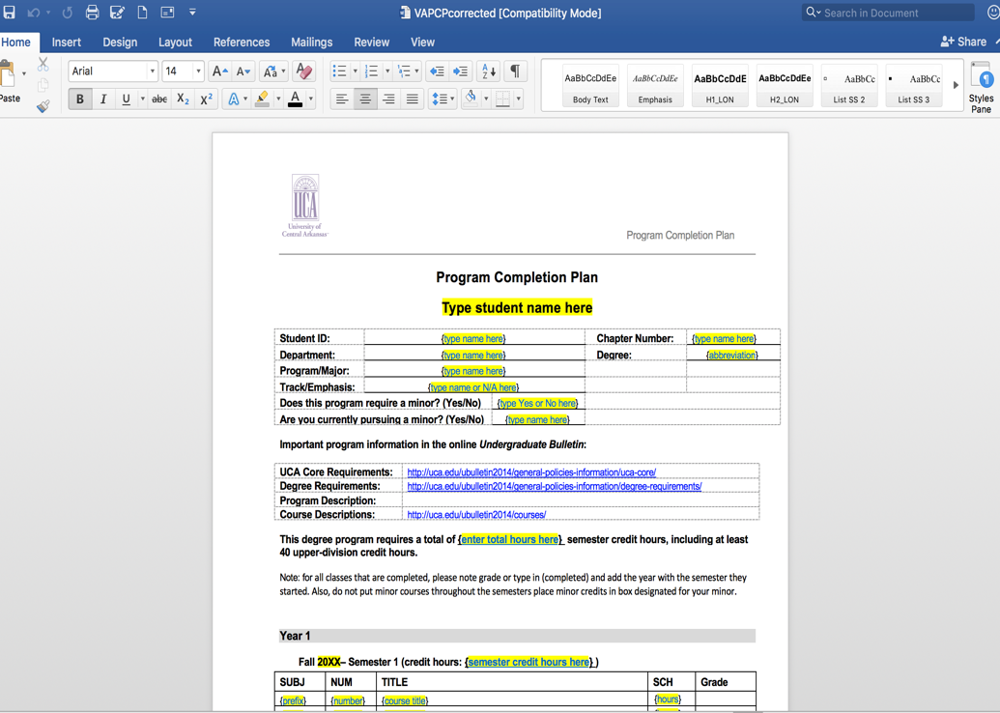 VAPCPcorrected [Compatibility Mode]
Search in Document
Home Insert Design Layout References Mailings Review View
Share
Paste
Arial 14
B I U abc X2 X2
AaBbCcDdEe AaBbCcDdEe AaBbCcDdE AaBbCcDdEe AaBbCc AaBbCc
Body Text Emphasis H1_LON H2_LON List SS 2 List SS 3
Styles
Pane
UCA
University of
Central Arkansas
Program Completion Plan
Program Completion Plan
Type student name here
Student ID: {type name here} Chapter Number: {type name here}
Department: {type name here} Degree: {abbreviation}
Program/Major: {type name here}
Track/Emphasis: {type name or N/A here}
Does this program require a minor? (Yes/No) {type Yes or No here}
Are you currently pursuing a minor? (Yes/No) {type name here}
Important program information in the online Undergraduate Bulletin:
UCA Core Requirements: http://uca.edu/ubulletin2014/general-policies-information/uca-core/
Degree Requirements: http://uca.edu/ubulletin2014/general-policies-information/degree-requirements/
Program Description:
Course Descriptions: http://uca.edu/ubulletin2014/courses/
This degree program requires a total of {enter total hours here} semester credit hours, including at least
40 upper-division credit hours.
Note: for all classes that are completed, please note grade or type in (completed) and add the year with the semester they
started. Also, do not put minor courses throughout the semesters place minor credits in box designated for your minor.
Year 1
Fall 20XX– Semester 1 (credit hours: {semester credit hours here} )
SUBJ NUM TITLE SCH Grade
{prefix} {number} {course title} {hours}